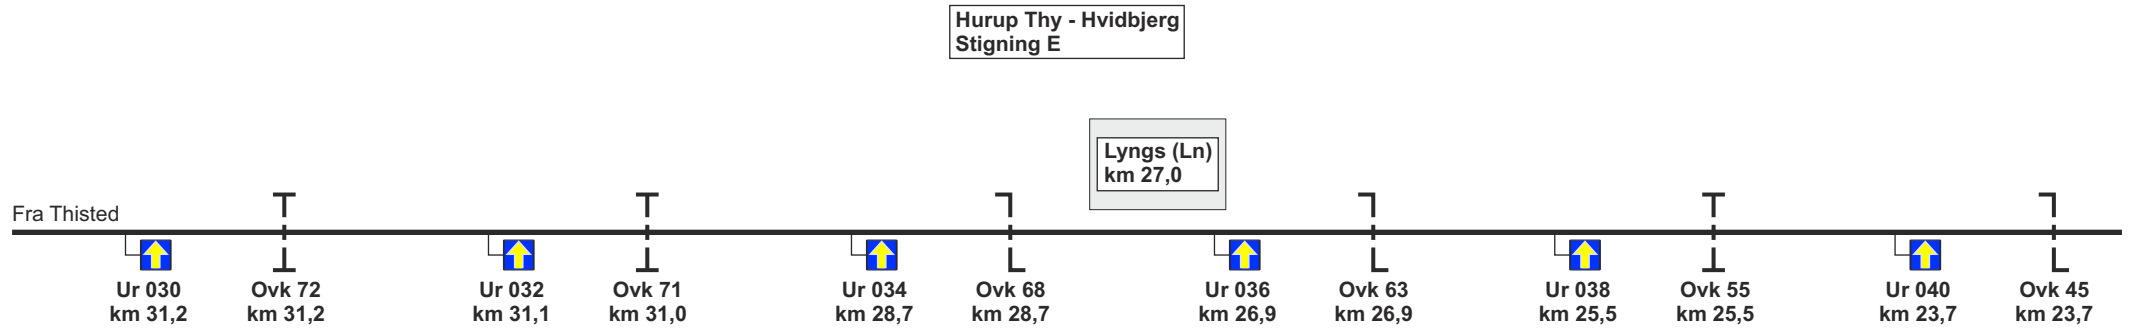 Hurup Thy - Hvidbjerg
Stigning E
Lyngs (Ln)
km 27,0
Fra Thisted
Ur 030
km 31,2
Ovk 72
km 31,2
Ur 032
km 31,1
Ovk 71
km 31,0
Ur 034
km 28,7
Ovk 68
km 28,7
Ur 036
km 26,9
Ovk 63
km 26,9
Ur 038
km 25,5
Ovk 55
km 25,5
Ur 040
km 23,7
Ovk 45
km 23,7